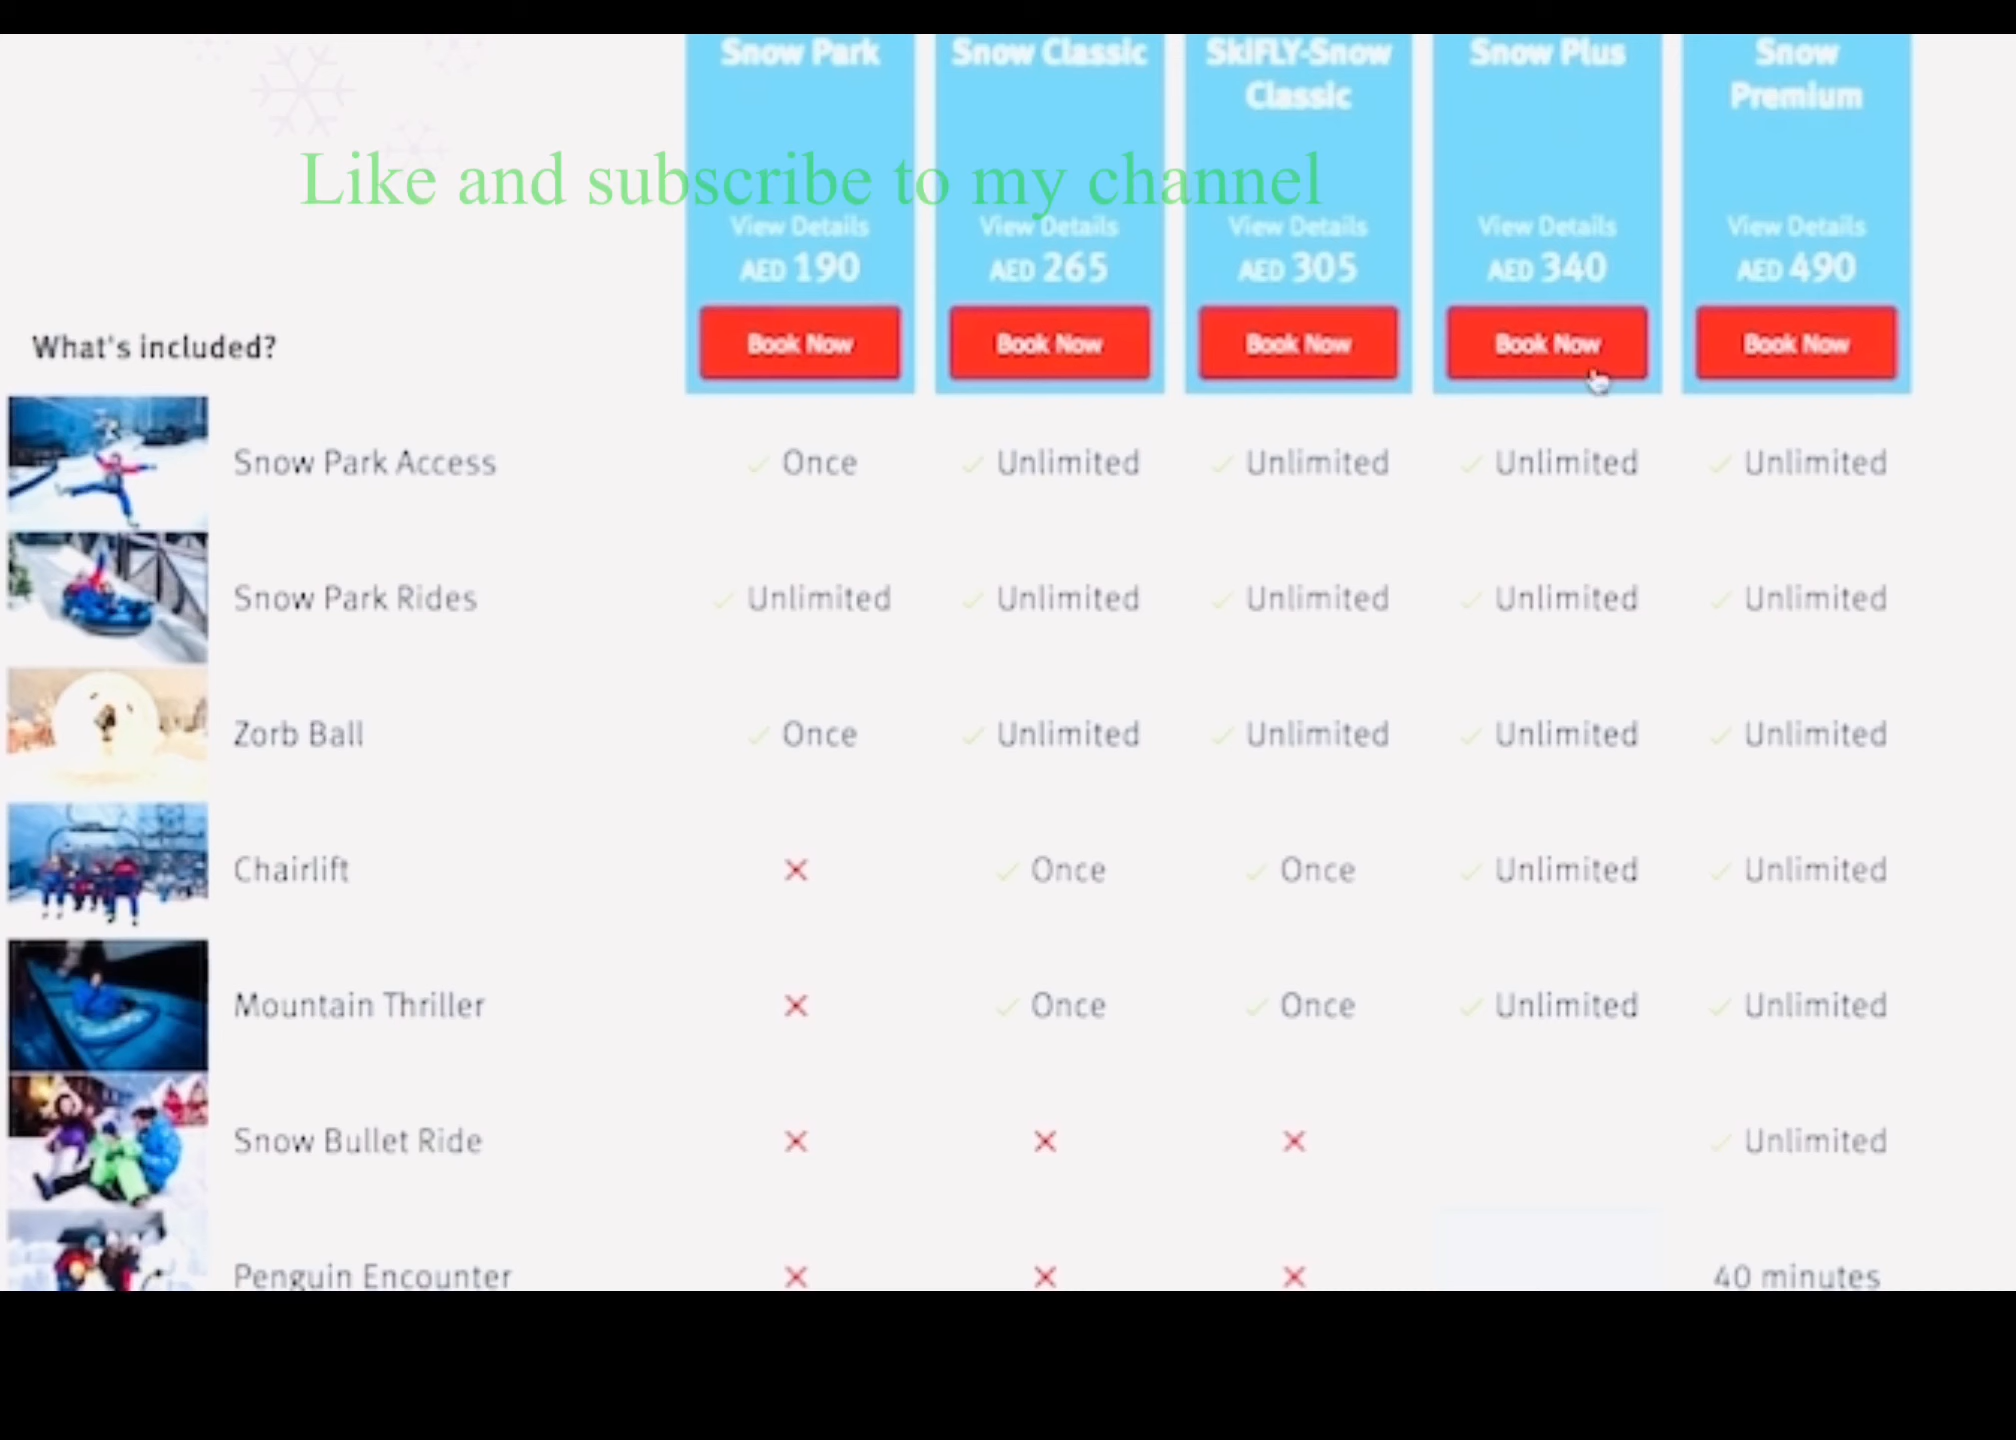 Snow Park
Snow Classic
SkiFLY-Snow
Classic
Snow Plus
Snow
Premium
Like and subscribe to my channel
View Details
View Details
View Details
View Details
View Details
AED 190
AED 265
AED 305
AED 340
AED 490
What's included?
Book Now
Book Now
Book Now
Book Now
Book Now
Snow Park Access
Once
Unlimited
Unlimited
Unlimited
Unlimited
Snow Park Rides
Unlimited
Unlimited
Unlimited
Unlimited
Unlimited
Zorb Ball
Once
Unlimited
Unlimited
Unlimited
Unlimited
Chairlift
Once
Once
Unlimited
Unlimited
Mountain Thriller
Once
Once
Unlimited
Unlimited
Snow Bullet Ride
Unlimited
Penguin Encounter
40 minutes